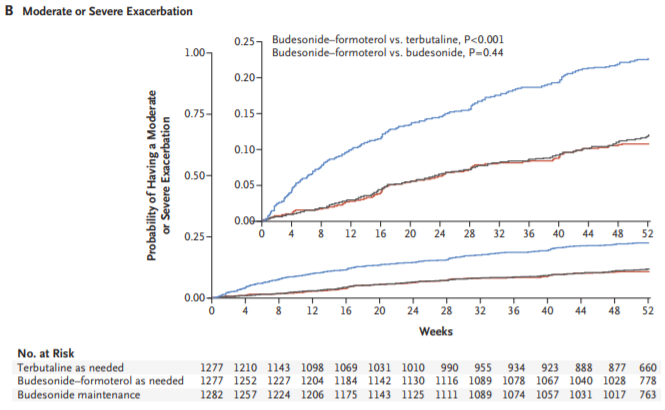 B Moderate or Severe Exacerbation
Budesonide–formoterol vs. terbutaline, P<0.001
Budesonide–formoterol vs. budesonide, P=0.44
0.25
0.20
0.15
0.10
0.05
0.00
0 4 8 12 16 20 24 28 32 36 40 44 48 52
Probability of Having a Moderate
or Severe Exacerbation
1.00
0.75
0.50
0.25
0.00
0 4 8 12 16 20 24 28 32 36 40 44 48 52
Weeks
No. at Risk
Terbutaline as needed 1277 1210 1143 1098 1069 1031 1010 990 955 934 923 888 877 660
Budesonide–formoterol as needed 1277 1252 1227 1204 1184 1142 1130 1116 1089 1078 1067 1040 1028 778
Budesonide maintenance 1282 1257 1224 1206 1175 1143 1125 1111 1089 1074 1057 1031 1017 763